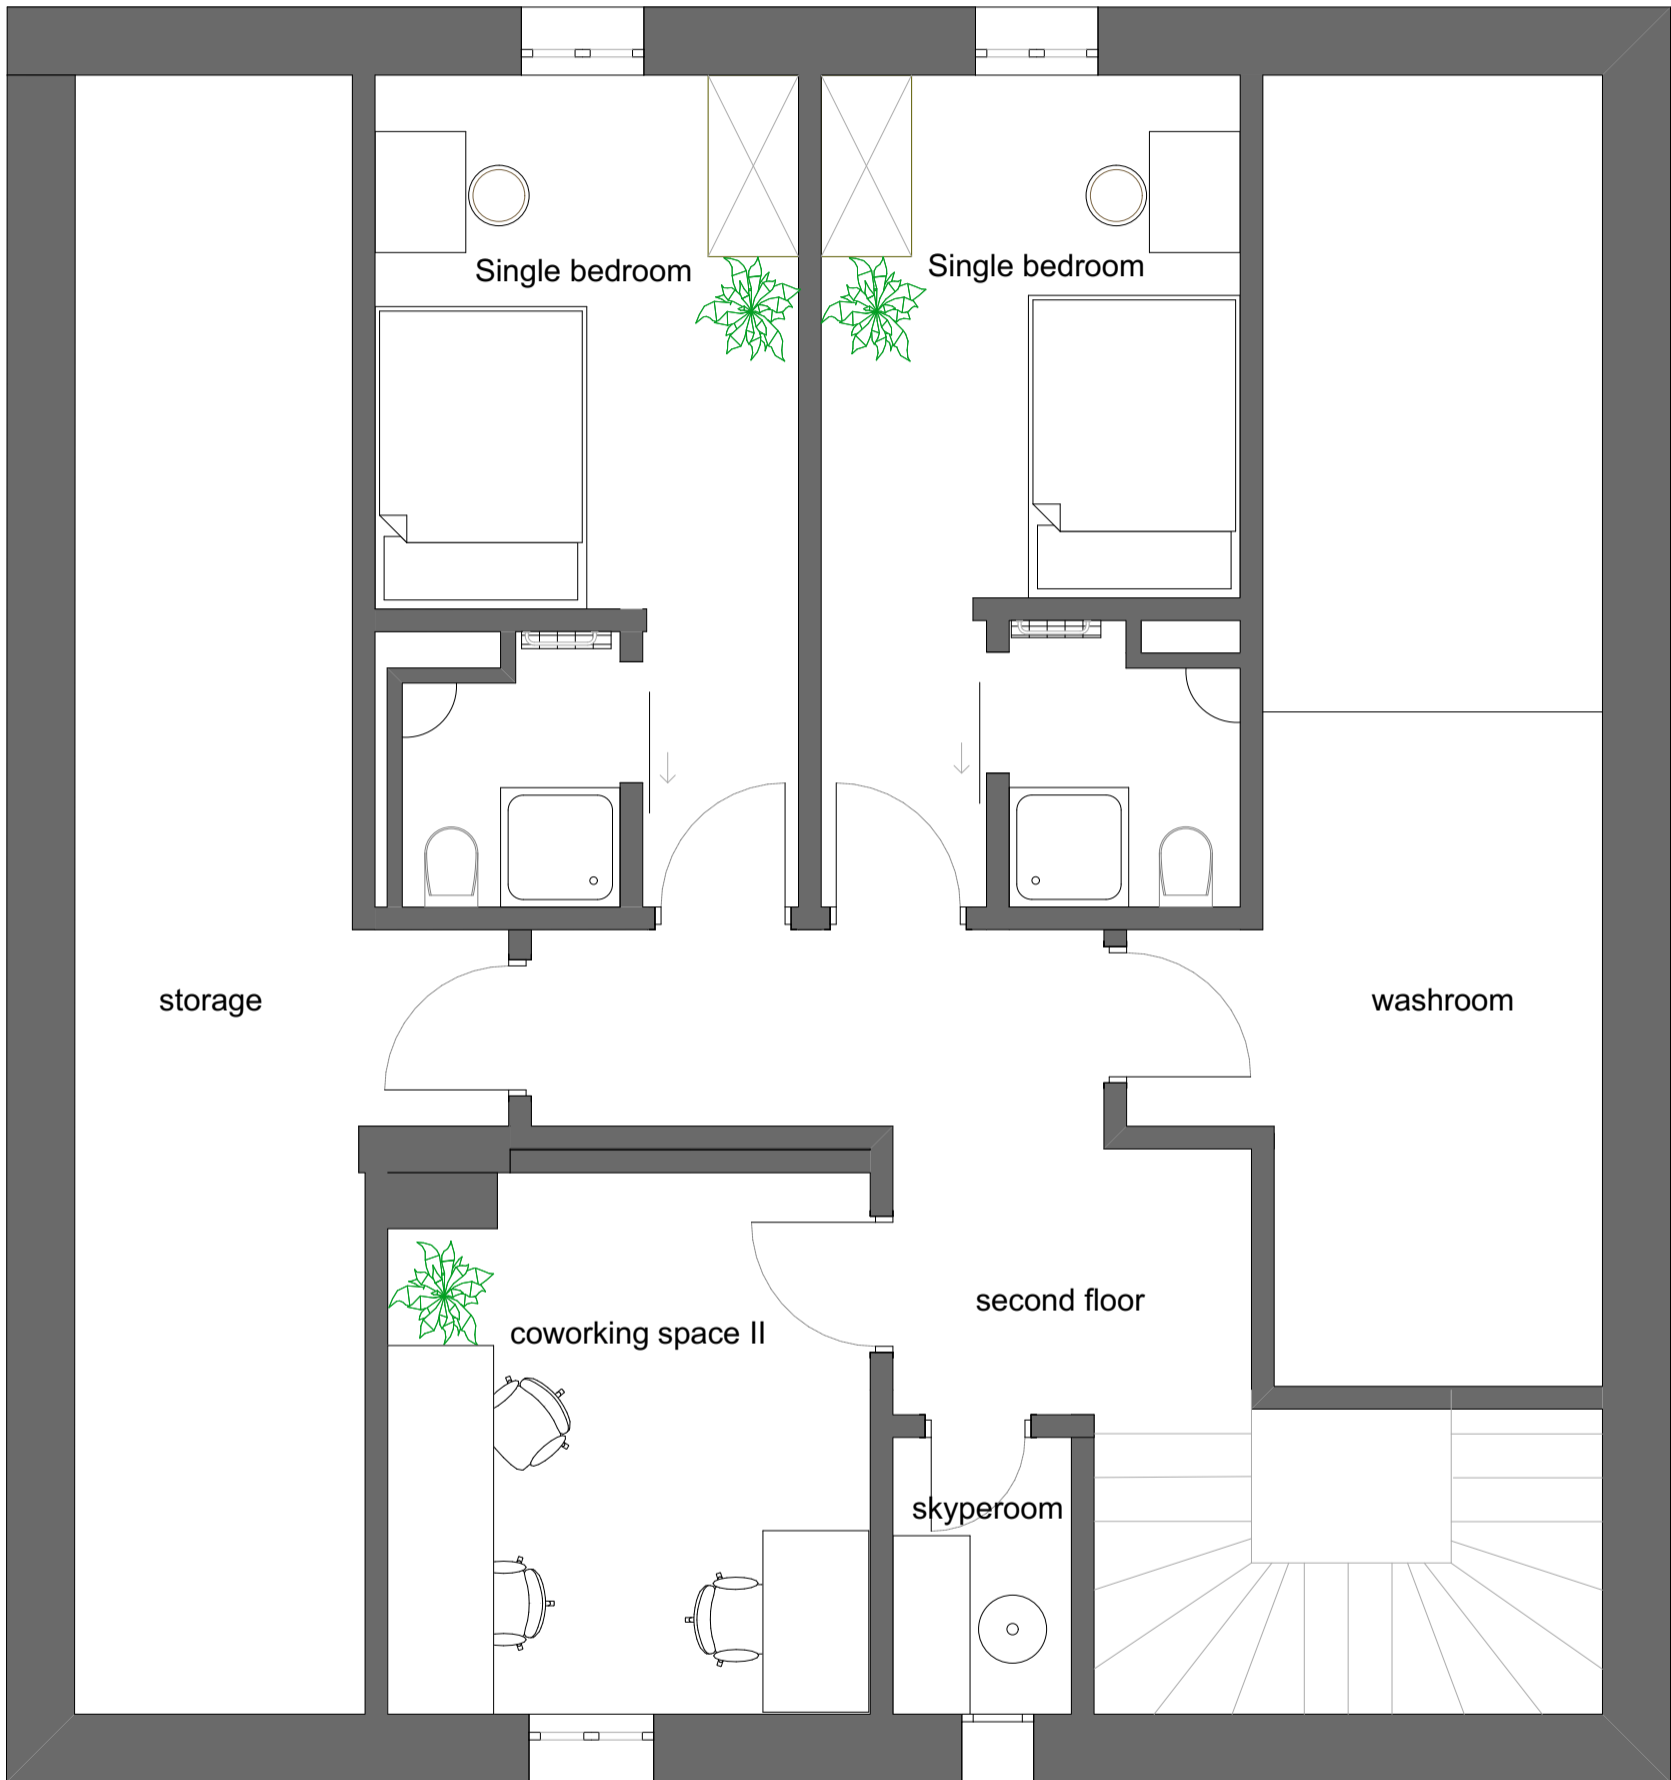 Single bedroom
Single bedroom
storage
washroom
second floor
coworking space II
skyperoom